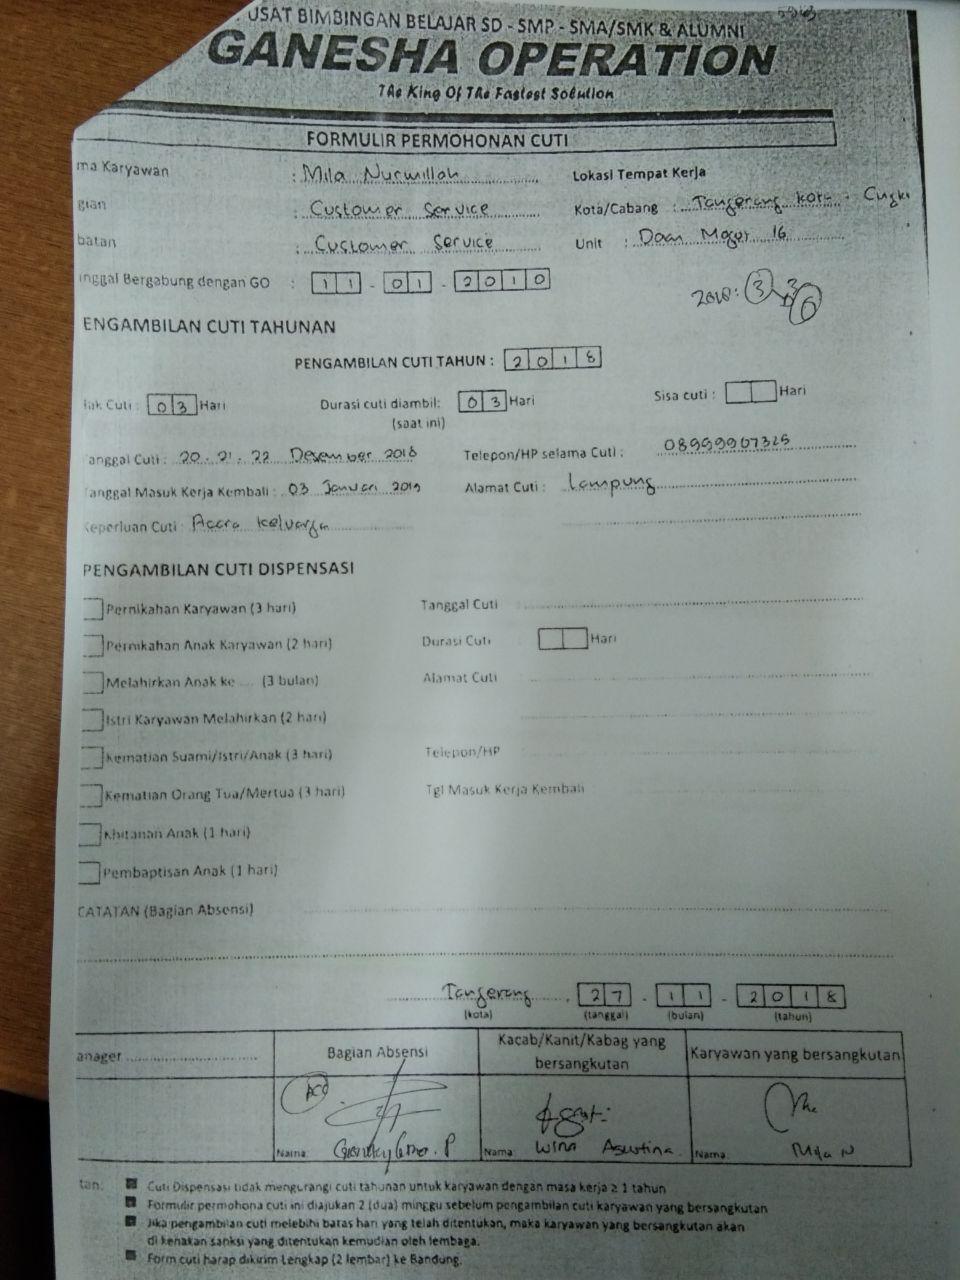 USAT BIMBINGAN BELAJAR SD - SMP - SMA/SMK & ALUMNI
GANESHA OPERATION
The King Of The Fastest Solution
FORMULIR PERMOHONAN CUTI
ma Karyawan : Mila Nurmillah Lokasi Tempat Kerja
gian : Customer Service Kota/Cabang : Tangerang kota -
batan : Customer Service Unit : Daan Mogot 16
inggal Bergabung dengan GO : 11 - 01 - 2010
2018: 3
ENGAMBILAN CUTI TAHUNAN
PENGAMBILAN CUTI TAHUN : 2018
Hak Cuti : 03 Hari Durasi cuti diambil: 03 Hari Sisa cuti : Hari
(saat ini)
Tanggal Cuti : 20 - 21 - 22 Desember 2018 Telepon/HP selama Cuti : 08999967325
Tanggal Masuk Kerja Kembali : 03 Januari 2019 Alamat Cuti : Lampung
Keperluan Cuti : Acara keluarga
PENGAMBILAN CUTI DISPENSASI
Pernikahan Karyawan (3 hari) Tanggal Cuti :
Pernikahan Anak Karyawan (2 hari) Durasi Cuti Hari
Melahirkan Anak ke .... (3 bulan) Alamat Cuti
Istri Karyawan Melahirkan (2 hari)
Kematian Suami/Istri/Anak (3 hari) Telepon/HP
Kematian Orang Tua/Mertua (3 hari) Tgl Masuk Kerja Kembali
Khitanan Anak (1 hari)
Pembaptisan Anak (1 hari)
CATATAN (Bagian Absensi)
Tangerang, 27 - 11 - 2018
(kota) (tanggal) (bulan) (tahun)
anager Bagian Absensi Kacab/Kanit/Kabag yang bersangkutan Karyawan yang bersangkutan
ACC
Nama Nama Wina Agustina Nama Mila N
tan: Cuti Dispensasi tidak mengurangi cuti tahunan untuk karyawan dengan masa kerja ≥ 1 tahun
Formulir permohona cuti ini diajukan 2 (dua) minggu sebelum pengambilan cuti karyawan yang bersangkutan
Jika pengambilan cuti melebihi batas hari yang telah ditentukan, maka karyawan yang bersangkutan akan
di kenakan sanksi yang ditentukan kemudian oleh lembaga.
Form cuti harap dikirim Lengkap (2 lembar) ke Bandung.